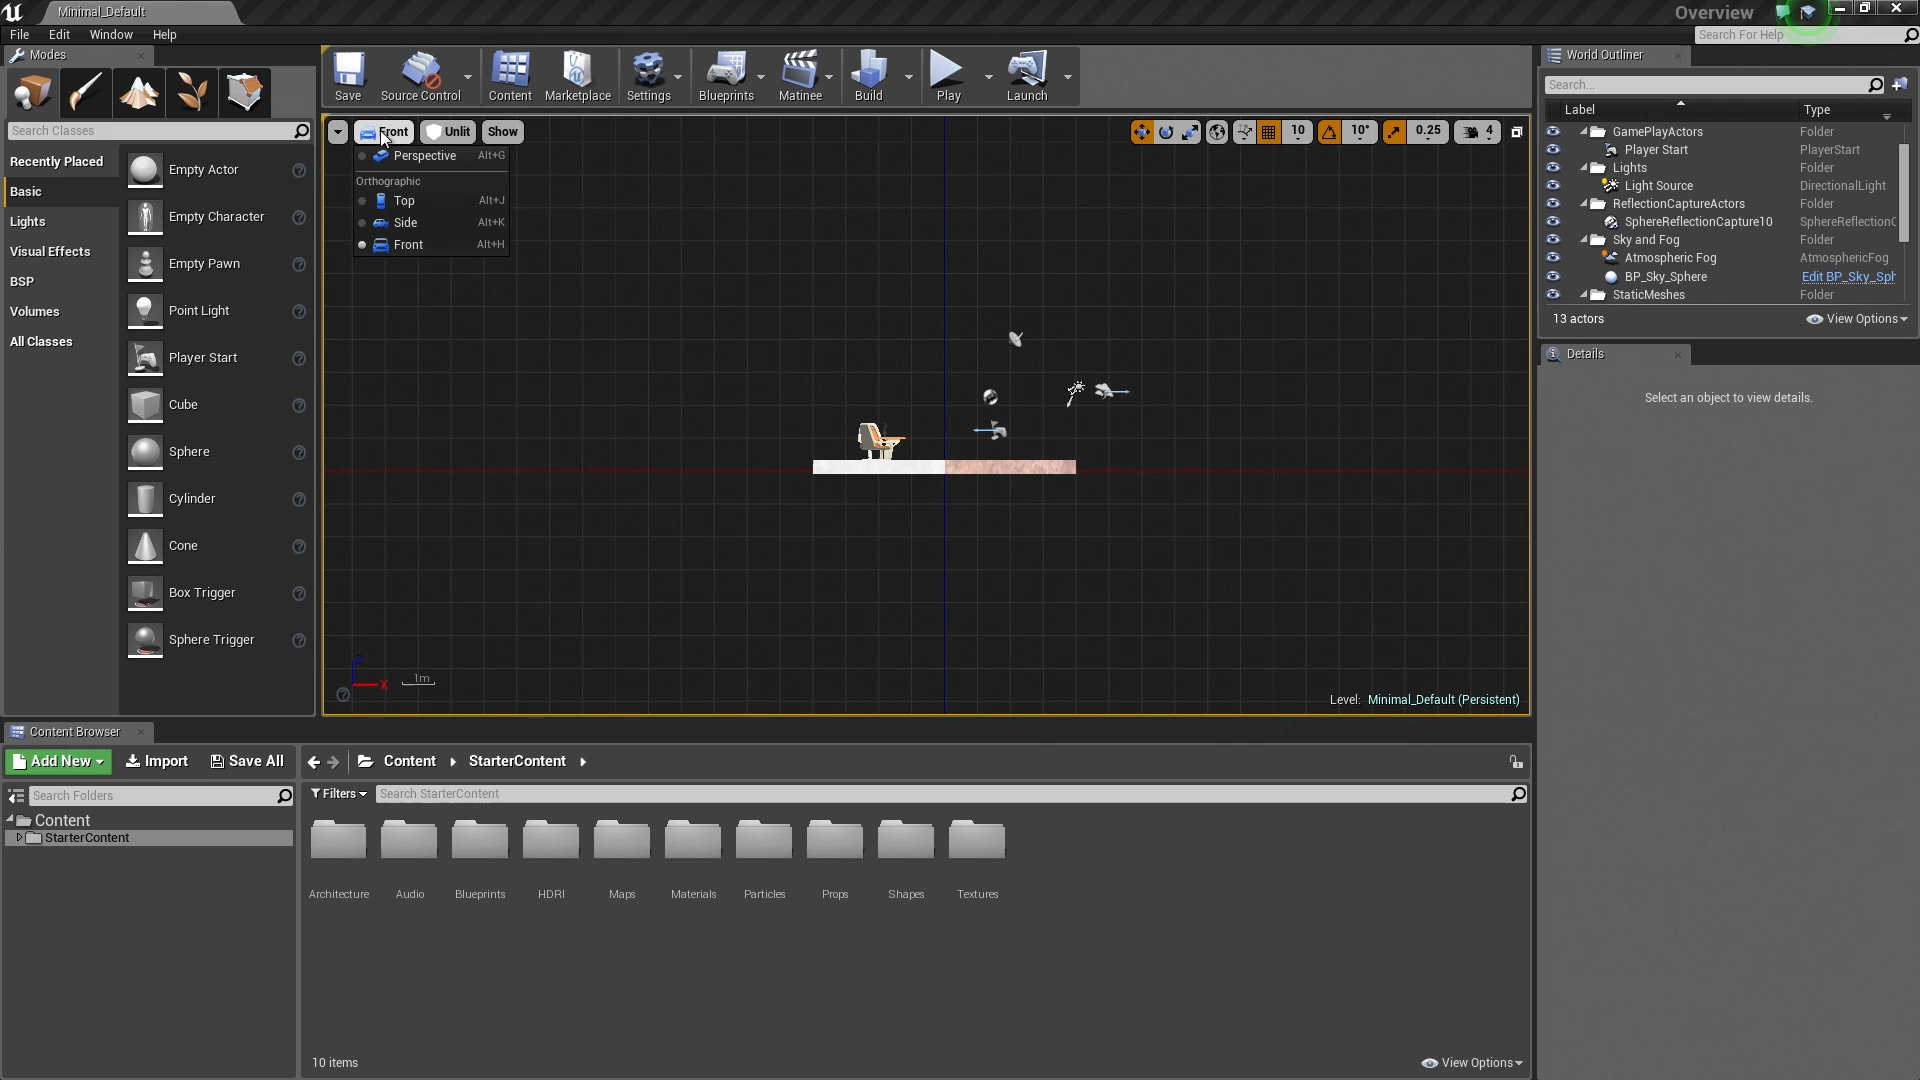 Minimal_Default
Overview
File Edit Window Help
Search For Help
Modes
Search Classes
Recently Placed
Basic
Lights
Visual Effects
BSP
Volumes
All Classes
Empty Actor
Empty Character
Empty Pawn
Point Light
Player Start
Cube
Sphere
Cylinder
Cone
Box Trigger
Sphere Trigger
Save Source Control Content Marketplace Settings Blueprints Matinee Build Play Launch
Front Unlit Show
10 10° 0.25 4
Perspective Alt+G
Orthographic
Top Alt+J
Side Alt+K
Front Alt+H
X
1m
Level: Minimal_Default (Persistent)
World Outliner
Search...
Label Type
GamePlayActors Folder
Player Start PlayerStart
Lights Folder
Light Source DirectionalLight
ReflectionCaptureActors Folder
SphereReflectionCapture10 SphereReflectionC
Sky and Fog Folder
Atmospheric Fog AtmosphericFog
BP_Sky_Sphere Edit BP_Sky_Sph
StaticMeshes Folder
13 actors View Options
Details
Select an object to view details.
Content Browser
Add New Import Save All
Content StarterContent
Search Folders
Filters Search StarterContent
Content
StarterContent
Architecture Audio Blueprints HDRI Maps Materials Particles Props Shapes Textures
10 items View Options